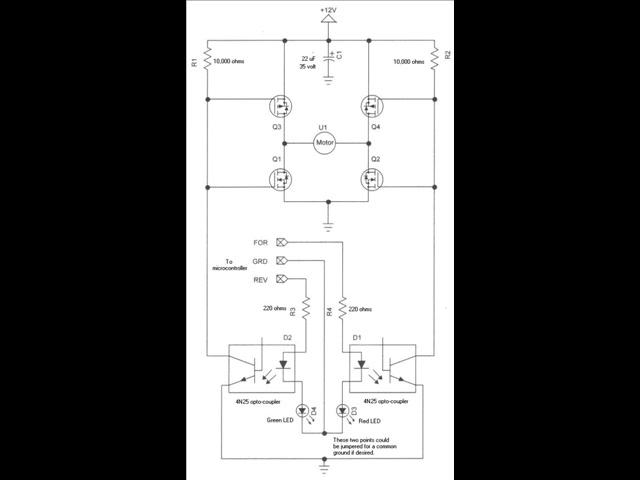 +12V
R1
10,000 ohms
22 uF
35 volt
C1
10,000 ohms
R2
Q3
Q4
U1
Motor
Q1
Q2
FOR
To
microcontroller
GRD
REV
220 ohms
R3
R4
220 ohms
D2
D1
4N25 opto-coupler
4N25 opto-coupler
D4
D3
Green LED
Red LED
These two points could
be jumpered for a common
ground if desired.